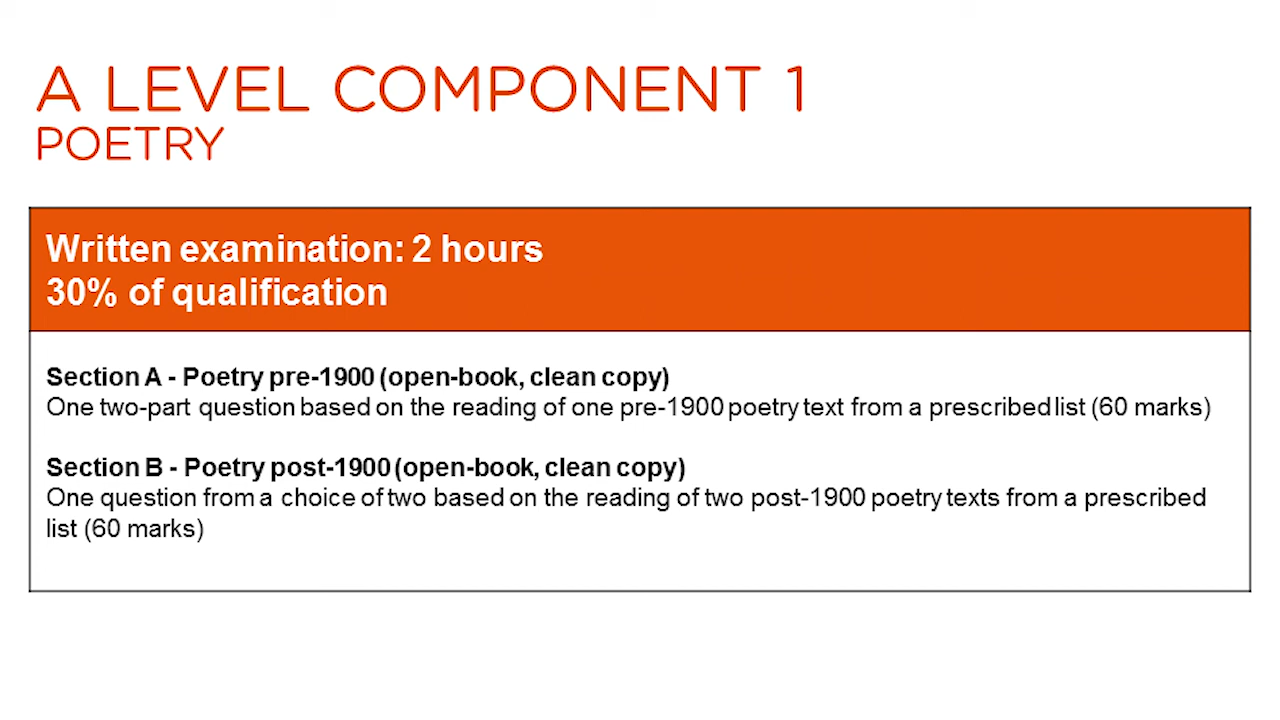 A LEVEL COMPONENT 1
POETRY
Written examination: 2 hours
30% of qualification
Section A - Poetry pre-1900 (open-book, clean copy)
One two-part question based on the reading of one pre-1900 poetry text from a prescribed list (60 marks)
Section B - Poetry post-1900 (open-book, clean copy)
One question from a choice of two based on the reading of two post-1900 poetry texts from a prescribed
list (60 marks)